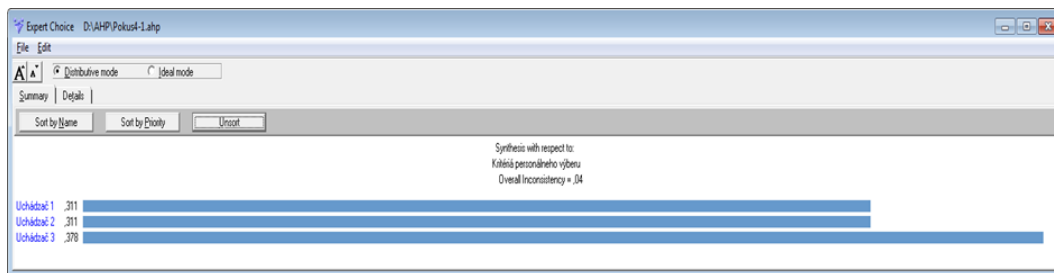 Expert Choice D:\AHP\Pokus4-1.ahp
File Edit
A A Distributive mode Ideal mode
Summary Details
Sort by Name Sort by Priority Unsort
Synthesis with respect to:
Kritériá personálneho výberu
Overall Inconsistency = ,04
Uchádzač 1 ,311
Uchádzač 2 ,311
Uchádzač 3 ,378